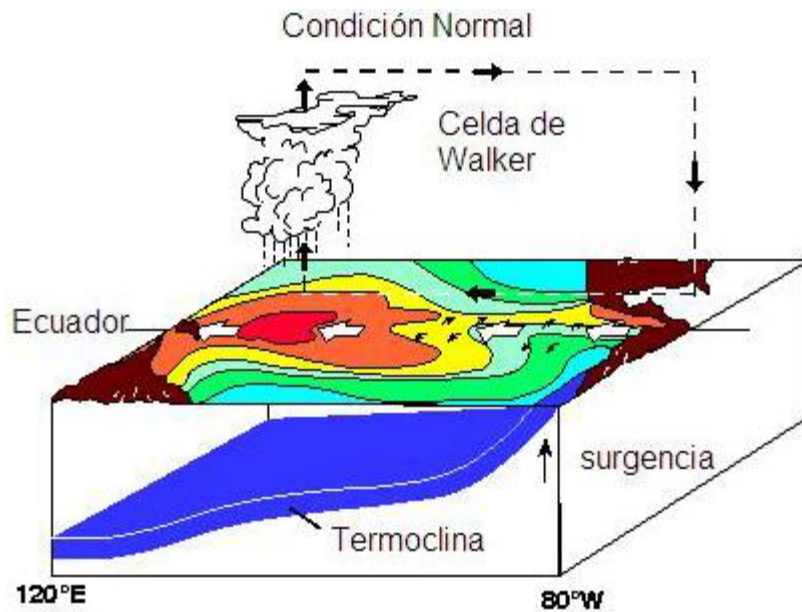 Condición Normal
Celda de
Walker
Ecuador
surgencia
Termoclina
120°E
80°W